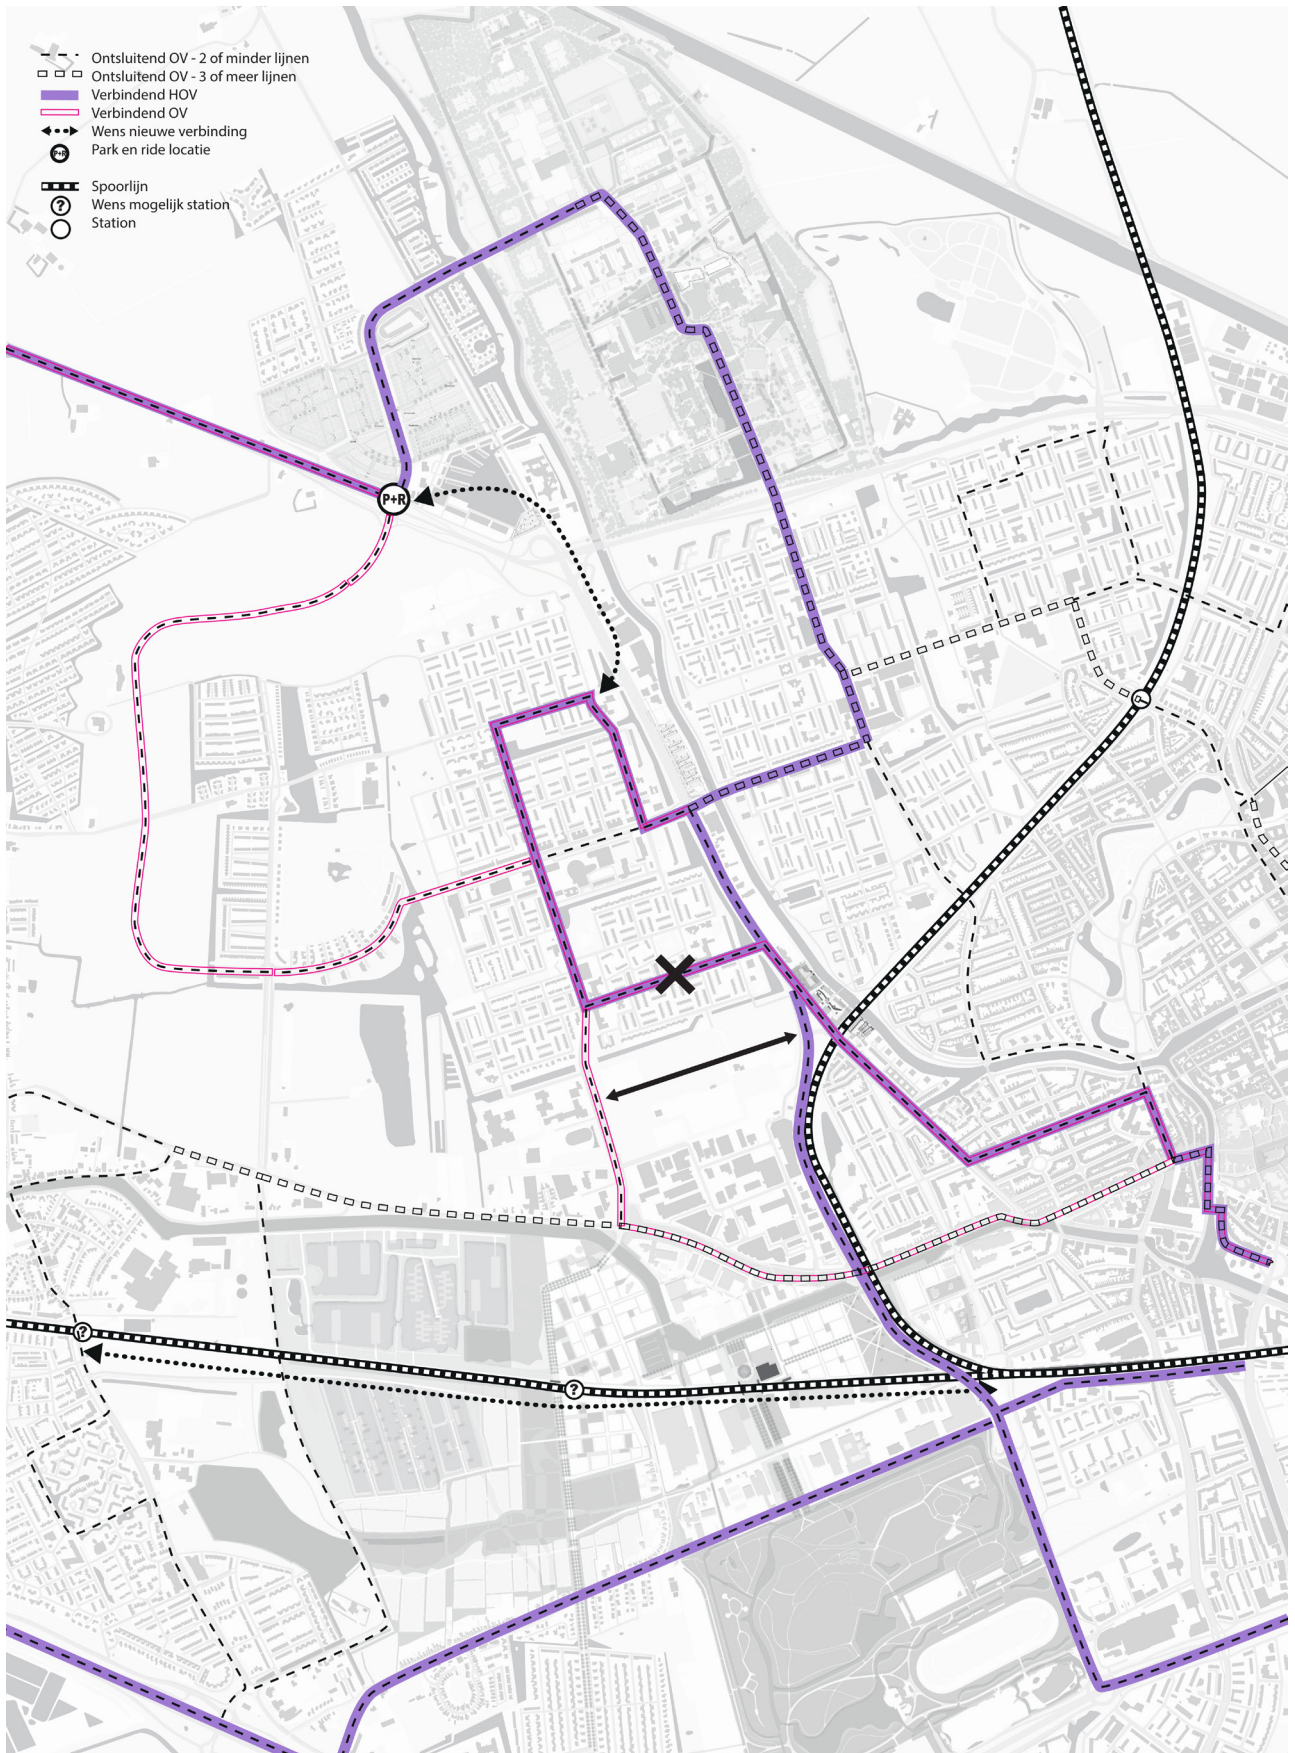 Ontsluitend OV - 2 of minder lijnen
Ontsluitend OV - 3 of meer lijnen
Verbindend HOV
Verbindend OV
Wens nieuwe verbinding
P+R Park en ride locatie
Spoorlijn
? Wens mogelijk station
Station
P+R
?
?